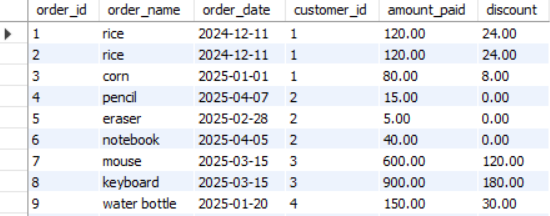 order_id order_name order_date customer_id amount_paid discount
1 rice 2024-12-11 1 120.00 24.00
2 rice 2024-12-11 1 120.00 24.00
3 corn 2025-01-01 1 80.00 8.00
4 pencil 2025-04-07 2 15.00 0.00
5 eraser 2025-02-28 2 5.00 0.00
6 notebook 2025-04-05 2 40.00 0.00
7 mouse 2025-03-15 3 600.00 120.00
8 keyboard 2025-03-15 3 900.00 180.00
9 water bottle 2025-01-20 4 150.00 30.00